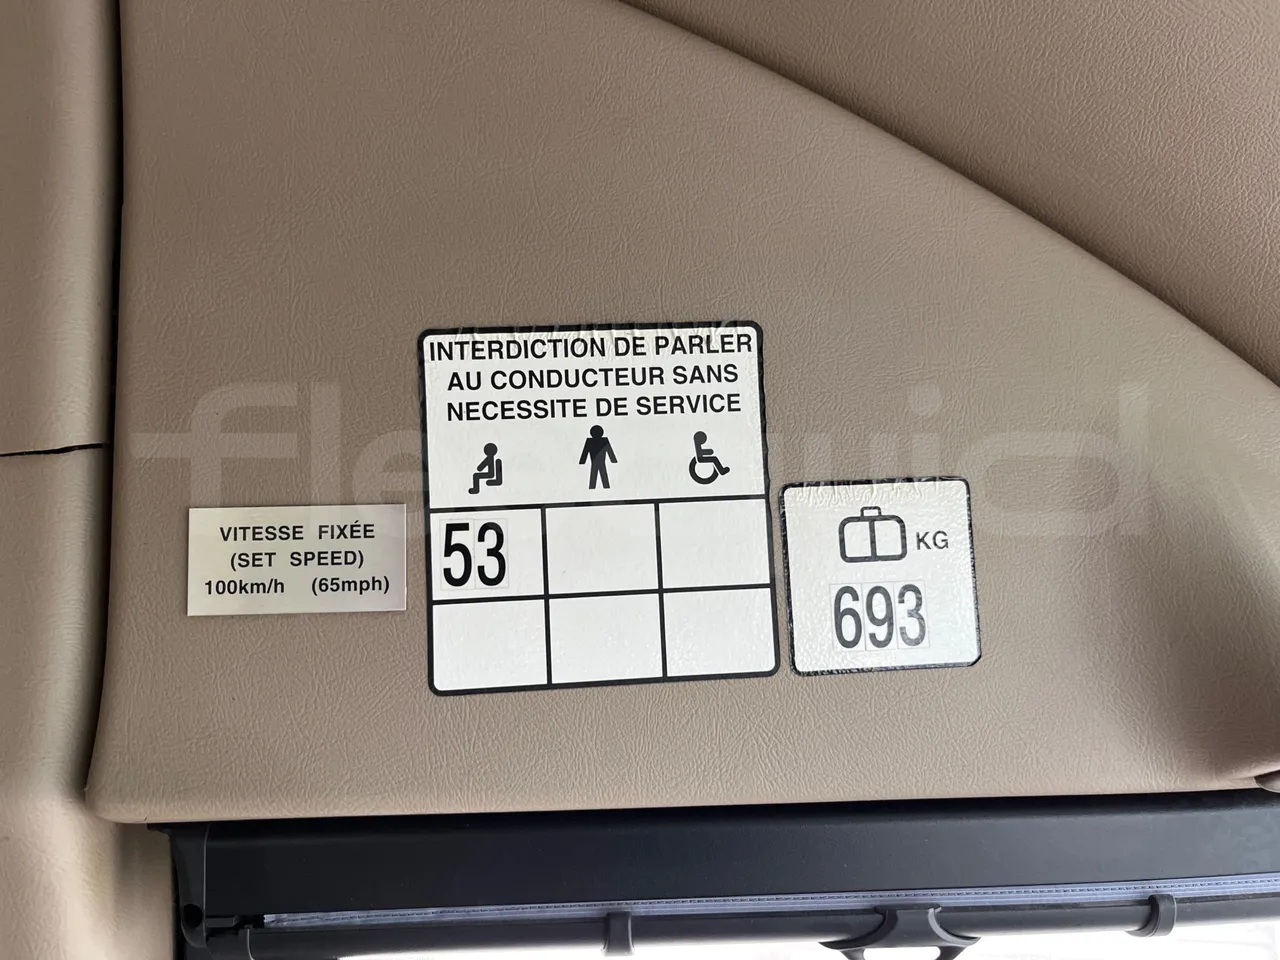 INTERDICTION DE PARLER
AU CONDUCTEUR SANS
NECESSITE DE SERVICE
53
VITESSE FIXÉE
(SET SPEED)
100km/h (65mph)
KG
693